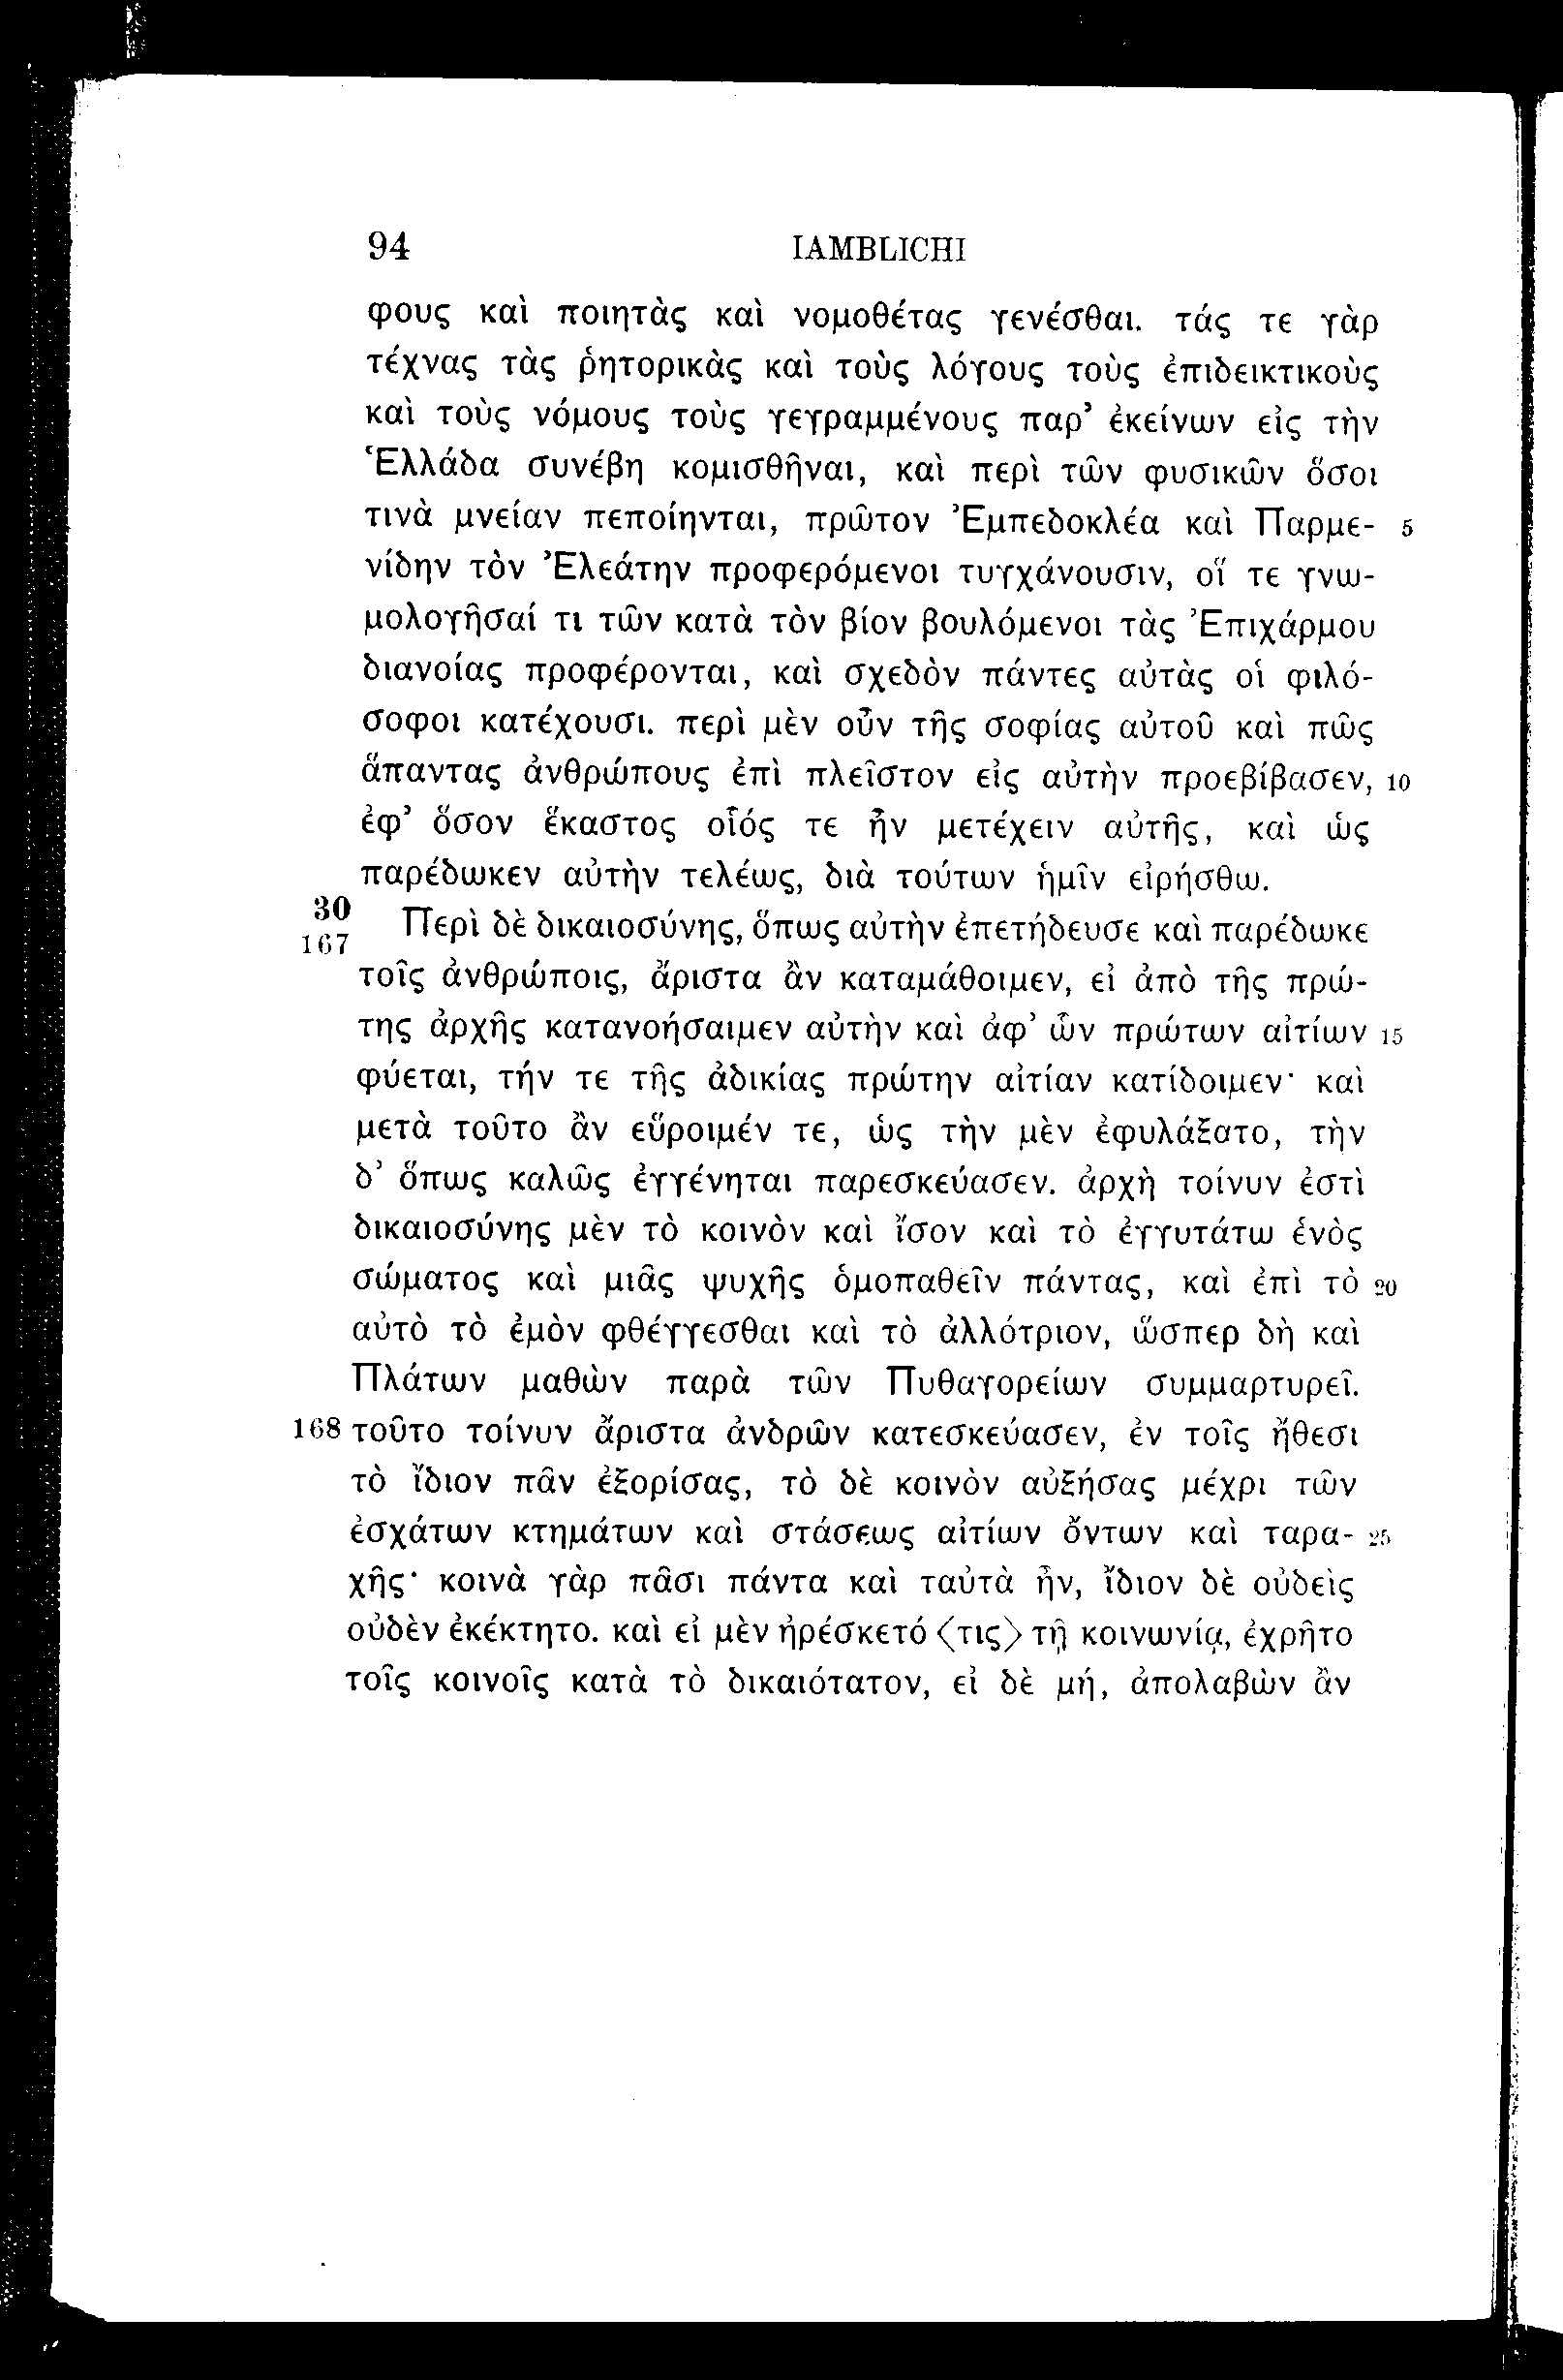 94 IAMBLICHI
φους καὶ ποιητὰς καὶ νομοθέτας γενέσθαι. τάς τε γὰρ
τέχνας τὰς ῥητορικὰς καὶ τοὺς λόγους τοὺς ἐπιδεικτικοὺς
καὶ τοὺς νόμους τοὺς γεγραμμένους παρ’ ἐκείνων εἰς τὴν
Ἑλλάδα συνέβη κομισθῆναι, καὶ περὶ τῶν φυσικῶν ὅσοι
τινὰ μνείαν πεποίηνται, πρῶτον Ἐμπεδοκλέα καὶ Παρμε- 5
νίδην τὸν Ἐλεάτην προφερόμενοι τυγχάνουσιν, οἵ τε γνω-
μολογῆσαί τι τῶν κατὰ τὸν βίον βουλόμενοι τὰς Ἐπιχάρμου
διανοίας προφέρονται, καὶ σχεδὸν πάντες αὐτὰς οἱ φιλό-
σοφοι κατέχουσι. περὶ μὲν οὖν τῆς σοφίας αὐτοῦ καὶ πῶς
ἅπαντας ἀνθρώπους ἐπὶ πλεῖστον εἰς αὐτὴν προεβίβασεν, 10
ἐφ’ ὅσον ἕκαστος οἷός τε ἦν μετέχειν αὐτῆς, καὶ ὡς
παρέδωκεν αὐτὴν τελέως, διὰ τούτων ἡμῖν εἰρήσθω.
30
167 Περὶ δὲ δικαιοσύνης, ὅπως αὐτὴν ἐπετήδευσε καὶ παρέδωκε
τοῖς ἀνθρώποις, ἄριστα ἂν καταμάθοιμεν, εἰ ἀπὸ τῆς πρώ-
της ἀρχῆς κατανοήσαιμεν αὐτὴν καὶ ἀφ’ ὧν πρώτων αἰτίων 15
φύεται, τήν τε τῆς ἀδικίας πρώτην αἰτίαν κατίδοιμεν· καὶ
μετὰ τοῦτο ἂν εὕροιμέν τε, ὡς τὴν μὲν ἐφυλάξατο, τὴν
δ’ ὅπως καλῶς ἐγγένηται παρεσκεύασεν. ἀρχὴ τοίνυν ἐστὶ
δικαιοσύνης μὲν τὸ κοινὸν καὶ ἴσον καὶ τὸ ἐγγυτάτω ἑνὸς
σώματος καὶ μιᾶς ψυχῆς ὁμοπαθεῖν πάντας, καὶ ἐπὶ τὸ 20
αὐτὸ τὸ ἐμὸν φθέγγεσθαι καὶ τὸ ἀλλότριον, ὥσπερ δὴ καὶ
Πλάτων μαθὼν παρὰ τῶν Πυθαγορείων συμμαρτυρεῖ.
168 τοῦτο τοίνυν ἄριστα ἀνδρῶν κατεσκεύασεν, ἐν τοῖς ἤθεσι
τὸ ἴδιον πᾶν ἐξορίσας, τὸ δὲ κοινὸν αὐξήσας μέχρι τῶν
ἐσχάτων κτημάτων καὶ στάσεως αἰτίων ὄντων καὶ ταρα- 25
χῆς· κοινὰ γὰρ πᾶσι πάντα καὶ ταὐτὰ ἦν, ἴδιον δὲ οὐδεὶς
οὐδὲν ἐκέκτητο. καὶ εἰ μὲν ἠρέσκετό ⟨τις⟩ τῇ κοινωνίᾳ, ἐχρῆτο
τοῖς κοινοῖς κατὰ τὸ δικαιότατον, εἰ δὲ μή, ἀπολαβὼν ἂν